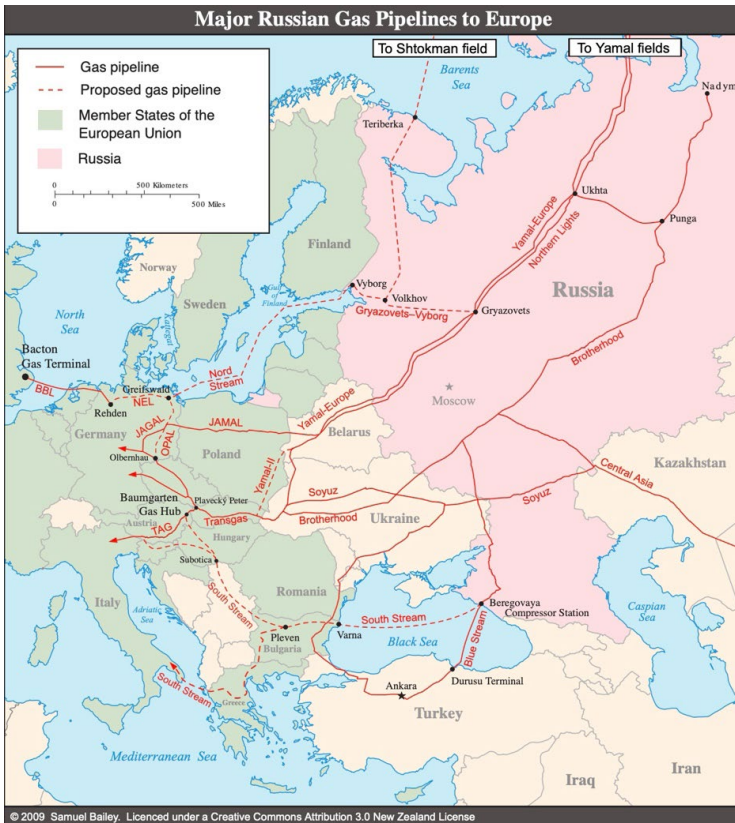 Major Russian Gas Pipelines to Europe
To Shtokman field
To Yamal fields
Gas pipeline
Proposed gas pipeline
Member States of the
European Union
Russia
0 500 Kilometers
0 500 Miles
Barents
Sea
Nadym
Teriberka
Ukhta
Punga
Yamal-Europe
Northern Lights
Finland
Norway
Sweden
Russia
Vyborg
Volkhov
Gulf
of
Finland
Gryazovets–Vyborg
Gryazovets
North
Sea
Kattegat
Bacton
Gas Terminal
BBL
Greifswald
Nord
Stream
NEL
Rehden
Brotherhood
Moscow
Yamal-Europe
JAGAL
JAMAL
OPAL
Germany
Belarus
Poland
Olbernhau
Yamal-II
Kazakhstan
Central Asia
Baumgarten
Gas Hub
Plavecký Peter
Soyuz
Soyuz
Transgas
Brotherhood
Ukraine
TAG
Austria
Hungary
Subotica
Romania
South Stream
Italy
Adriatic
Sea
Beregovaya
Compressor Station
Caspian
Sea
South Stream
Pleven
Varna
Bulgaria
Black Sea
Blue Stream
South Stream
Durusu Terminal
Ankara
Greece
Turkey
Mediterranean Sea
Iraq
Iran
© 2009 Samuel Bailey. Licenced under a Creative Commons Attribution 3.0 New Zealand License